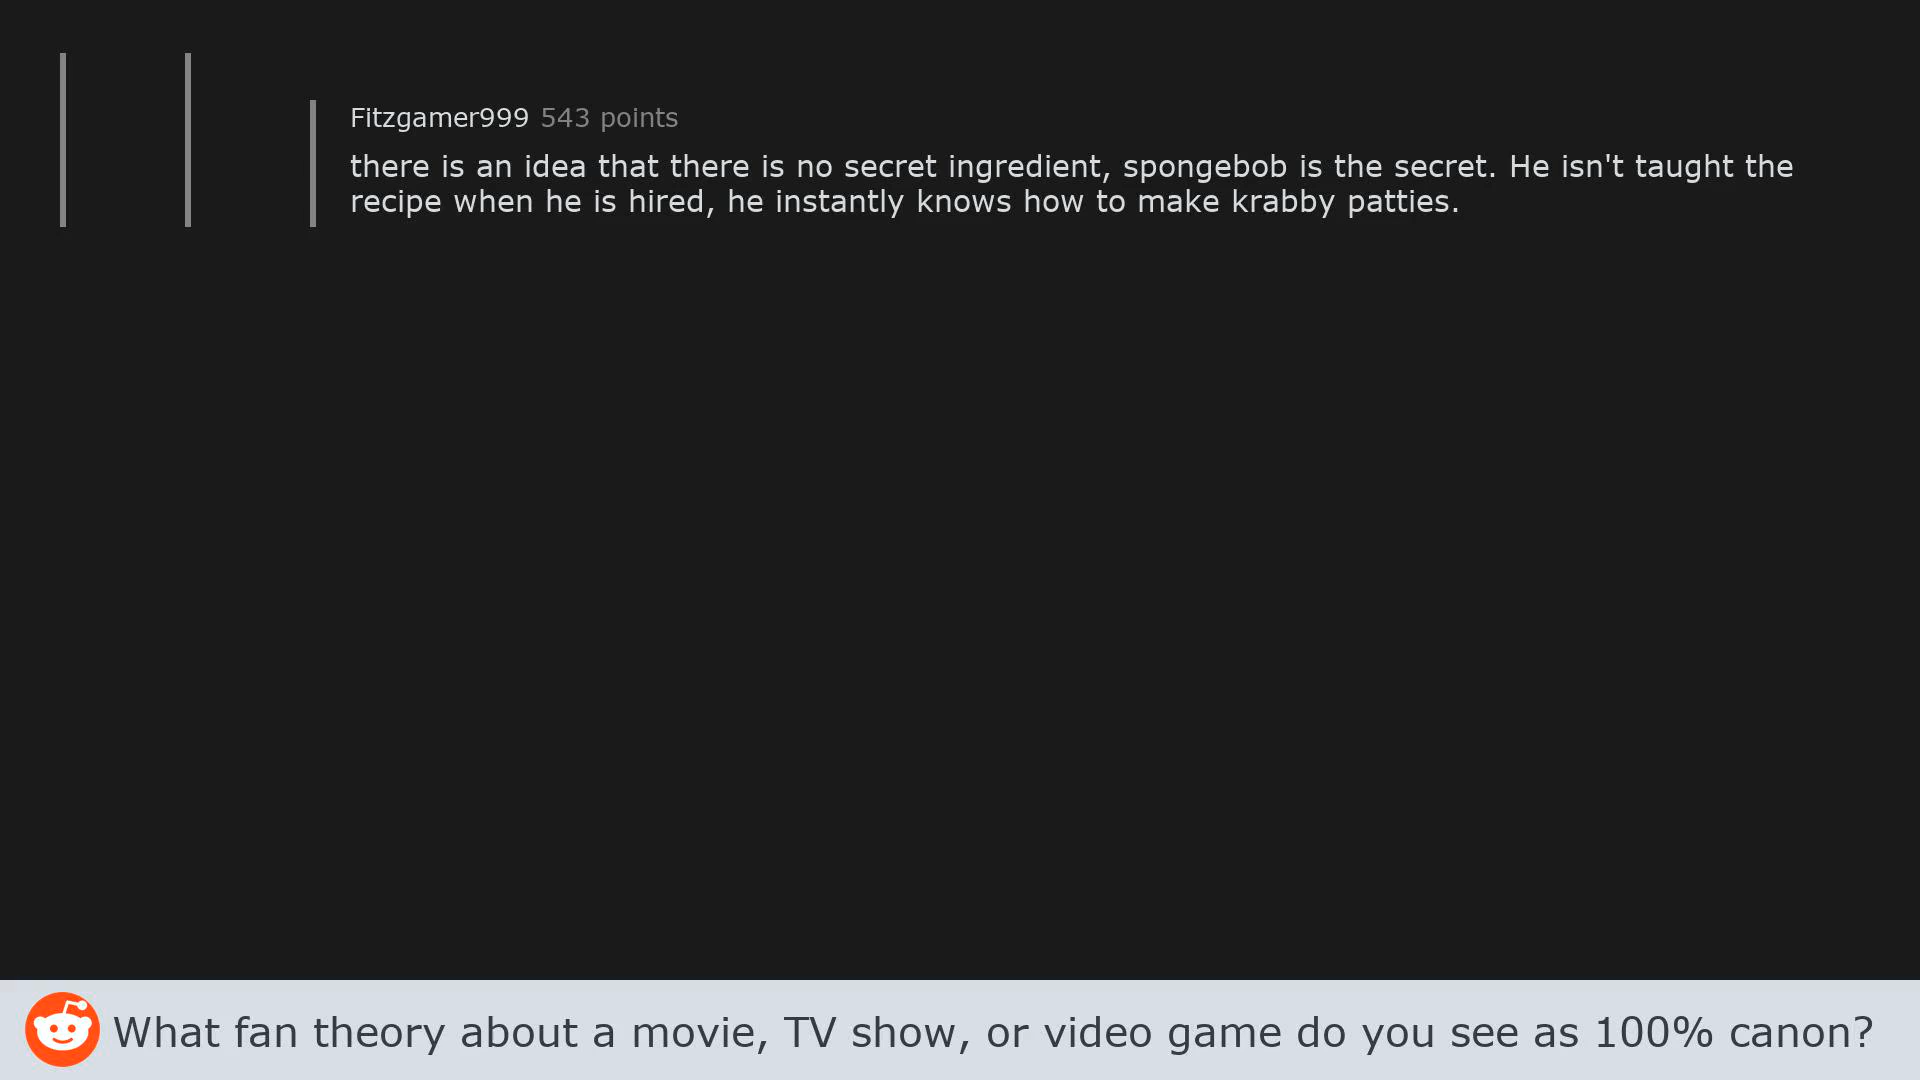 Fitzgamer999 543 points
there is an idea that there is no secret ingredient, spongebob is the secret. He isn't taught the
recipe when he is hired, he instantly knows how to make krabby patties.
What fan theory about a movie, TV show, or video game do you see as 100% canon?